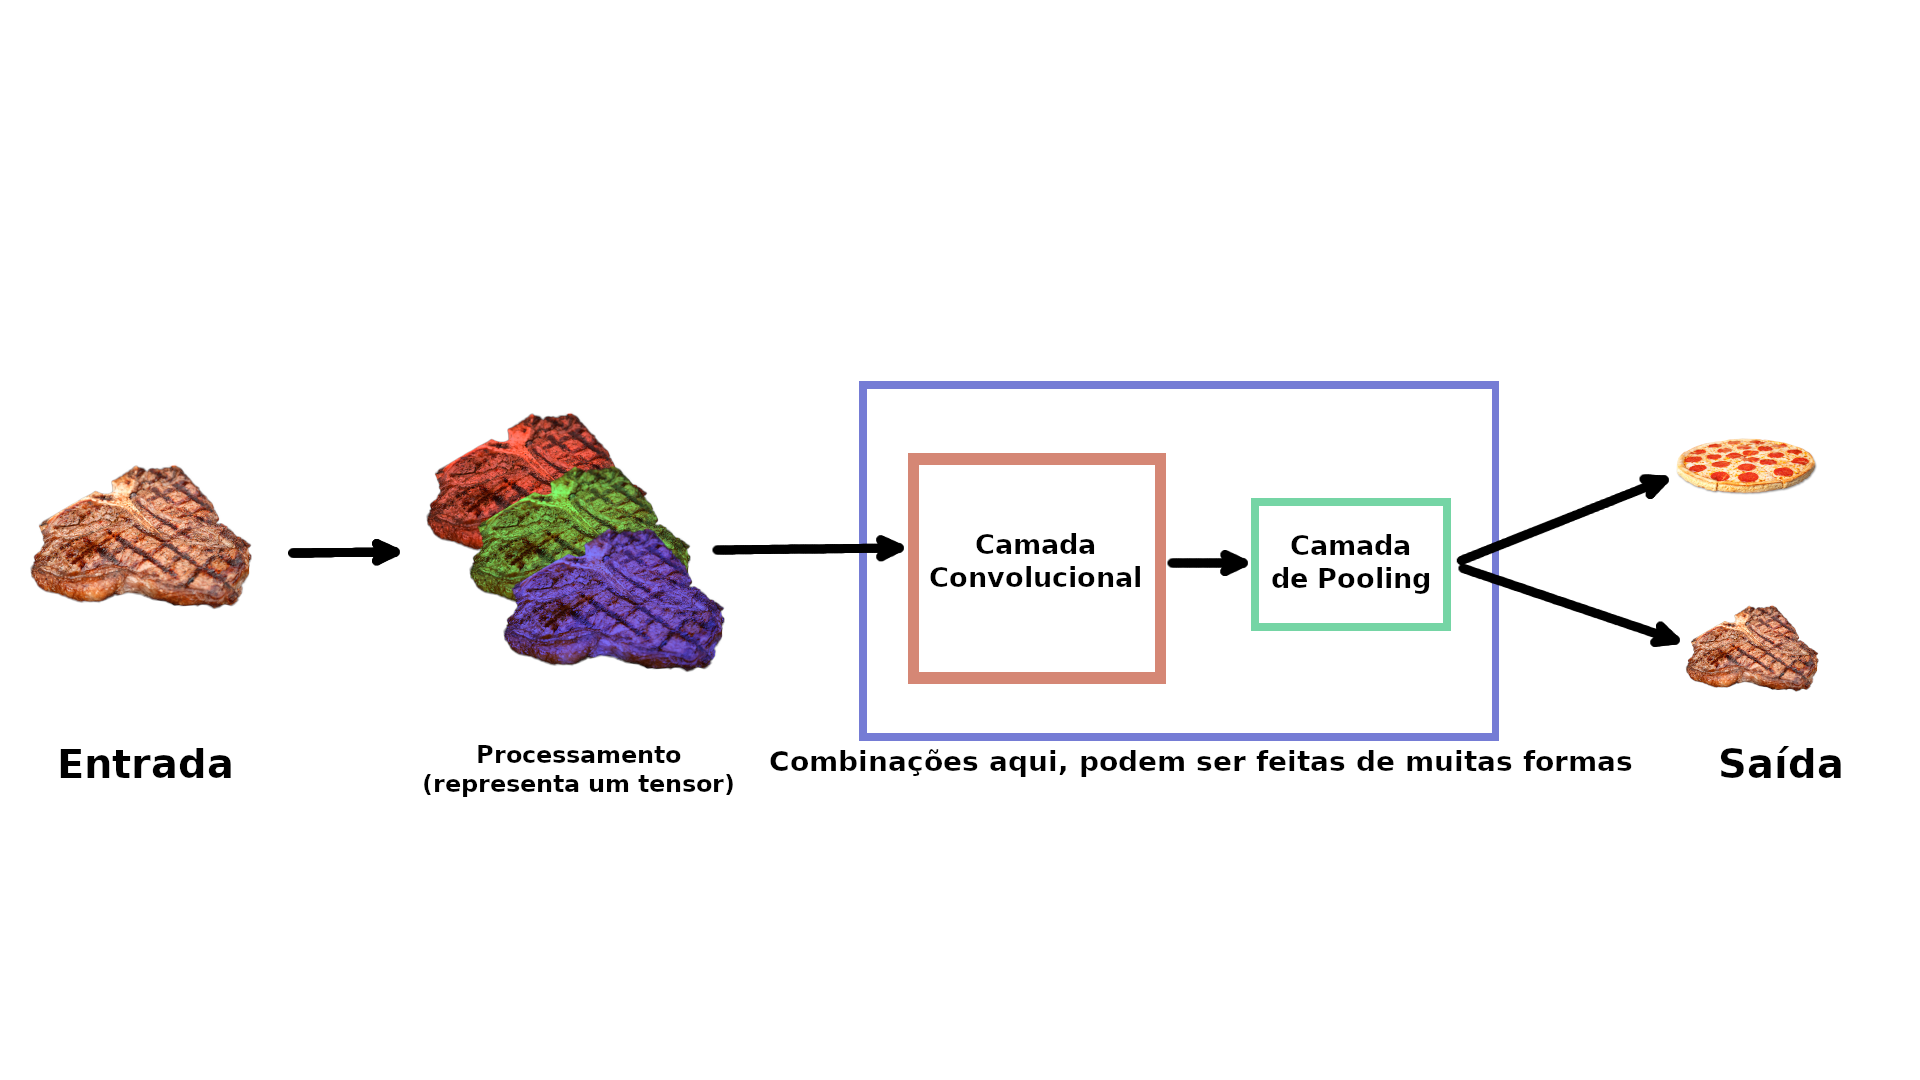 Camada
Convolucional
Camada
de Pooling
Entrada
Processamento
(representa um tensor)
Combinações aqui, podem ser feitas de muitas formas
Saída